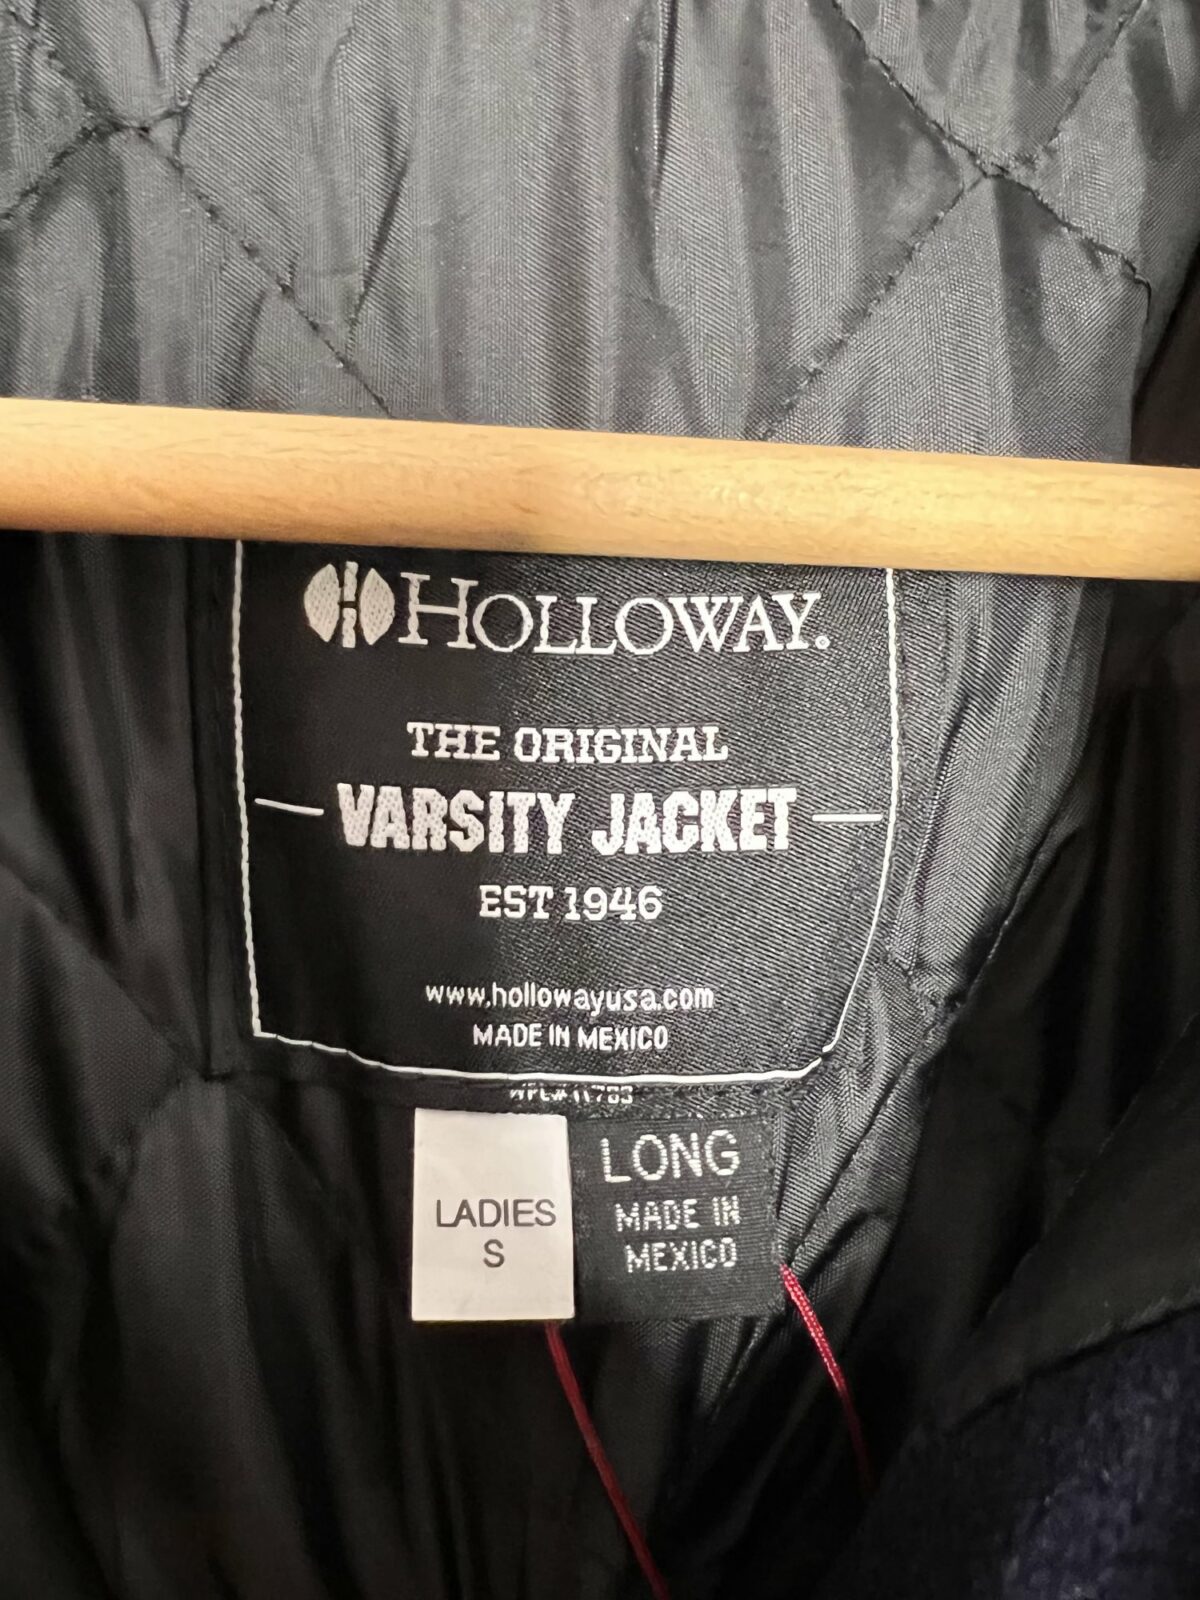 HOLLOWAY®
THE ORIGINAL
VARSITY JACKET
EST 1946
www.hollowayusa.com
MADE IN MEXICO
LADIES
S
LONG
MADE IN
MEXICO